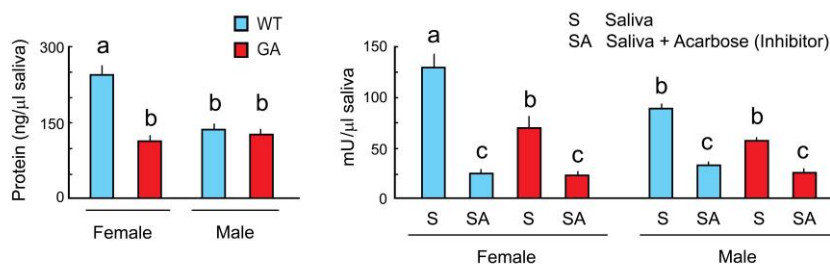 WT
GA
Protein (ng/µl saliva)
300
150
0
a
b
b
b
Female
Male
S Saliva
SA Saliva + Acarbose (Inhibitor)
mU/µl saliva
150
100
50
0
a
c
b
c
b
c
b
c
S SA S SA S SA S SA
Female
Male